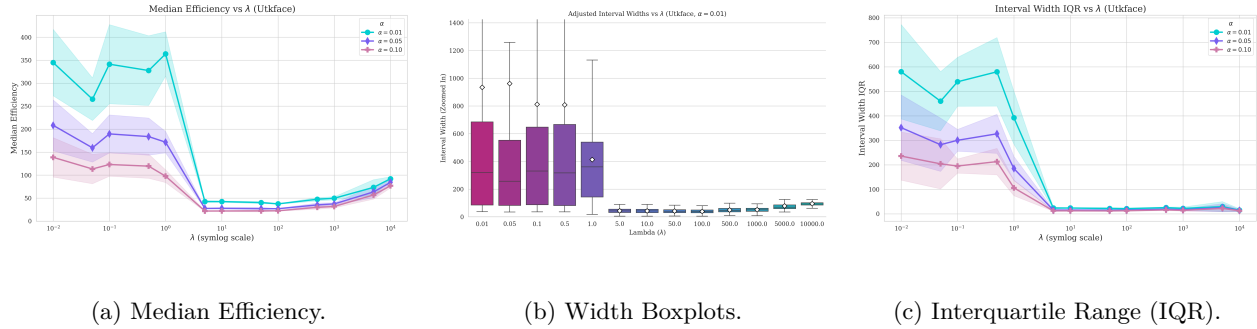 Median Efficiency vs λ (Utkface)
Median Efficiency
400
350
300
250
200
150
100
50
0
10⁻² 10⁻¹ 10⁰ 10¹ 10² 10³ 10⁴
λ (symlog scale)
α
α = 0.01
α = 0.05
α = 0.10
Adjusted Interval Widths vs λ (Utkface, α = 0.01)
Interval Width (Zoomed In)
1400
1200
1000
800
600
400
200
0
0.01 0.05 0.1 0.5 1.0 5.0 10.0 50.0 100.0 500.0 1000.0 5000.0 10000.0
Lambda (λ)
Interval Width IQR vs λ (Utkface)
Interval Width IQR
800
700
600
500
400
300
200
100
0
10⁻² 10⁻¹ 10⁰ 10¹ 10² 10³ 10⁴
λ (symlog scale)
α
α = 0.01
α = 0.05
α = 0.10
(a) Median Efficiency.
(b) Width Boxplots.
(c) Interquartile Range (IQR).